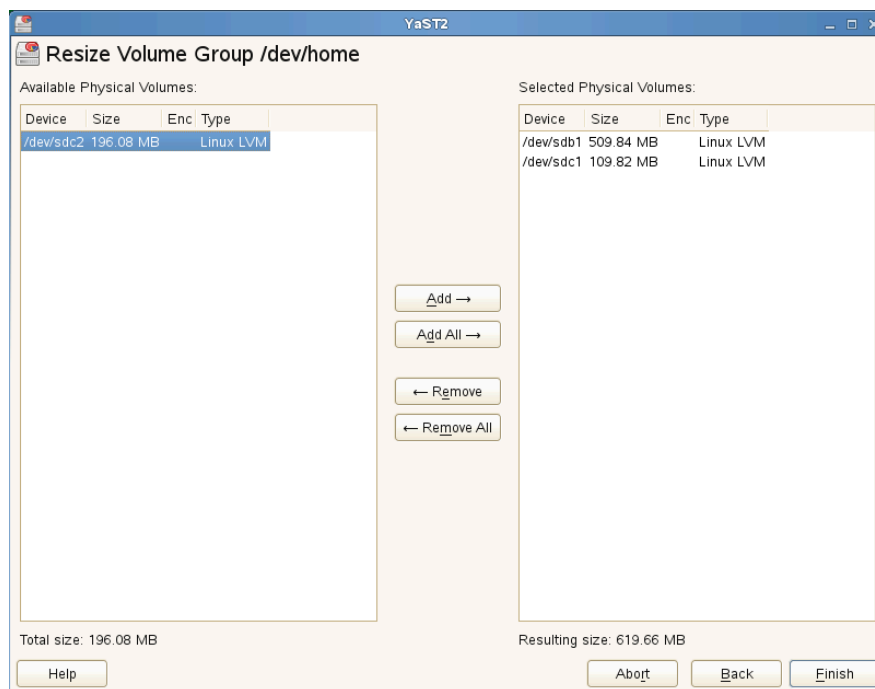 YaST2
Resize Volume Group /dev/home
Available Physical Volumes:
Device Size Enc Type
/dev/sdc2 196.08 MB Linux LVM
Total size: 196.08 MB
Add →
Add All →
← Remove
← Remove All
Selected Physical Volumes:
Device Size Enc Type
/dev/sdb1 509.84 MB Linux LVM
/dev/sdc1 109.82 MB Linux LVM
Resulting size: 619.66 MB
Help
Abort
Back
Finish